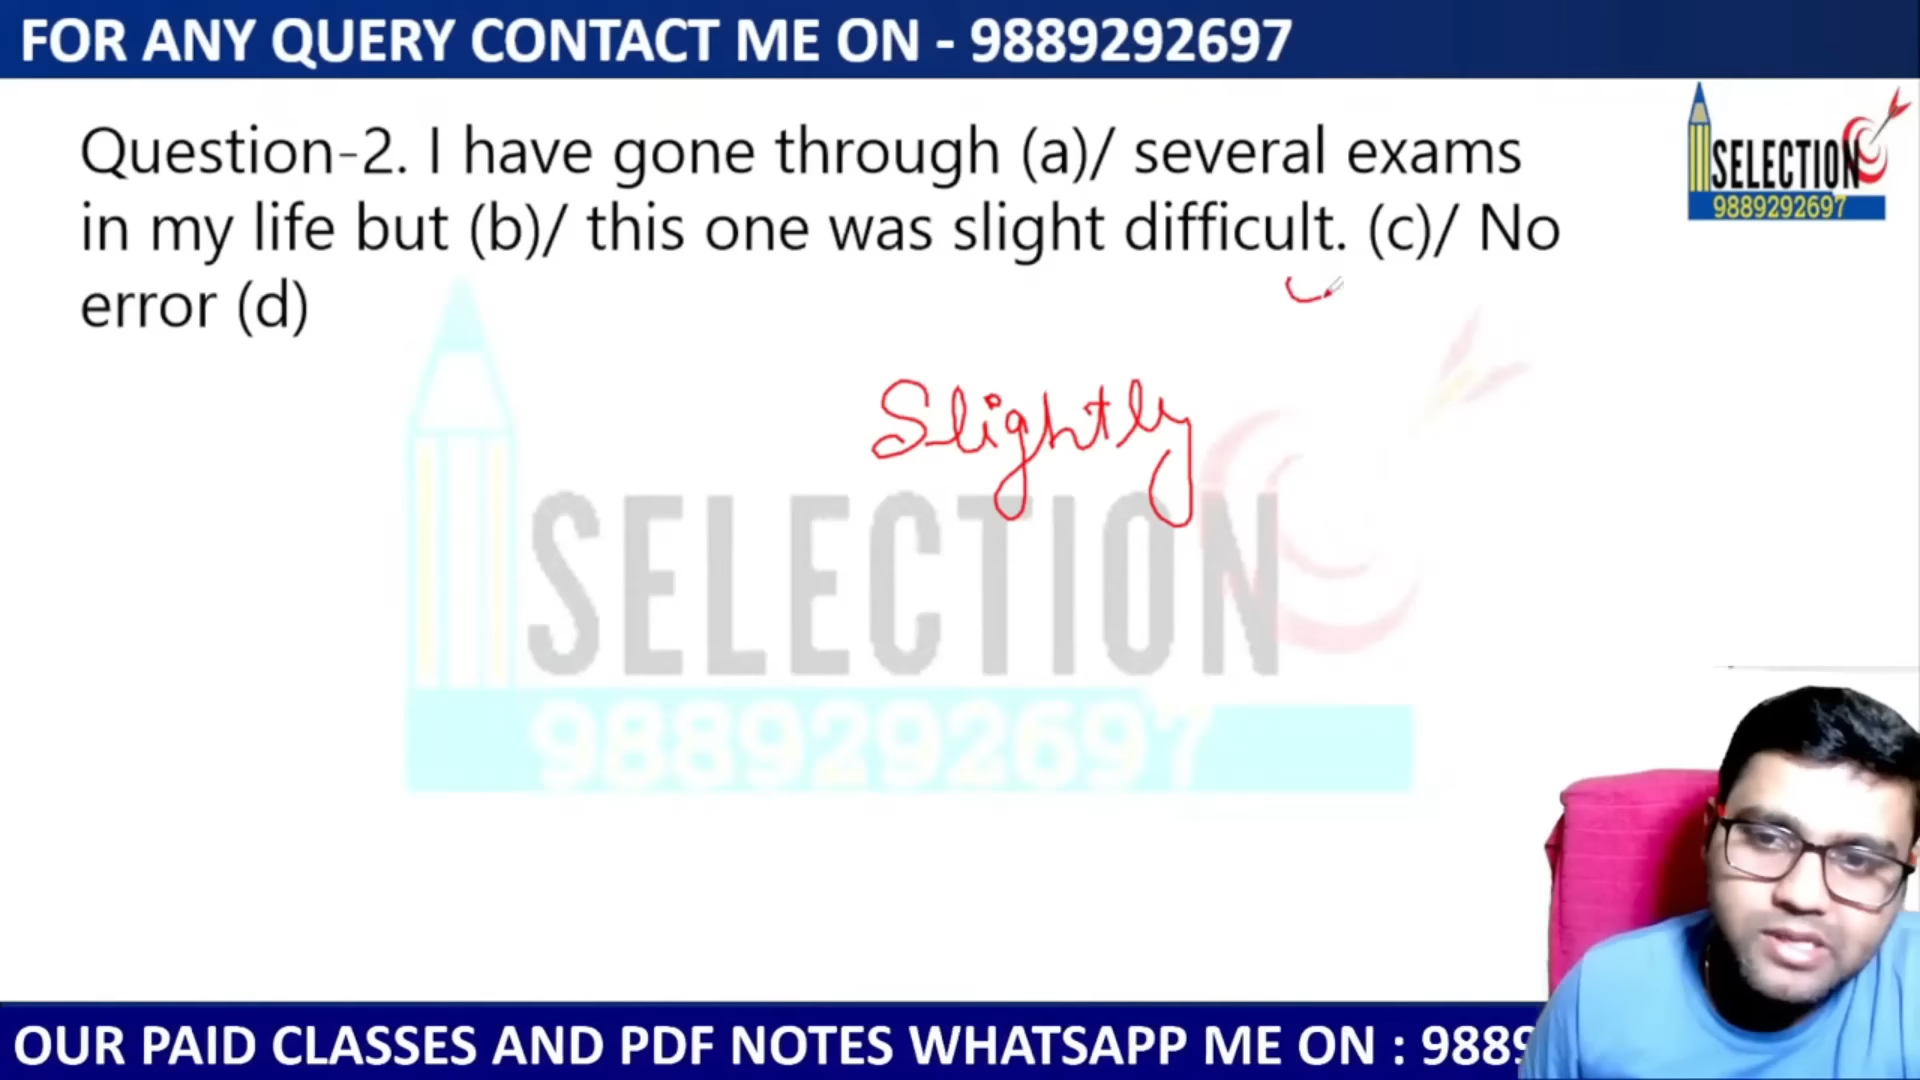 FOR ANY QUERY CONTACT ME ON - 9889292697
SELECTION
9889292697
Question-2. I have gone through (a)/ several exams
in my life but (b)/ this one was slight difficult. (c)/ No
error (d)
Slightly
SELECTION
9889292697
OUR PAID CLASSES AND PDF NOTES WHATSAPP ME ON : 9889